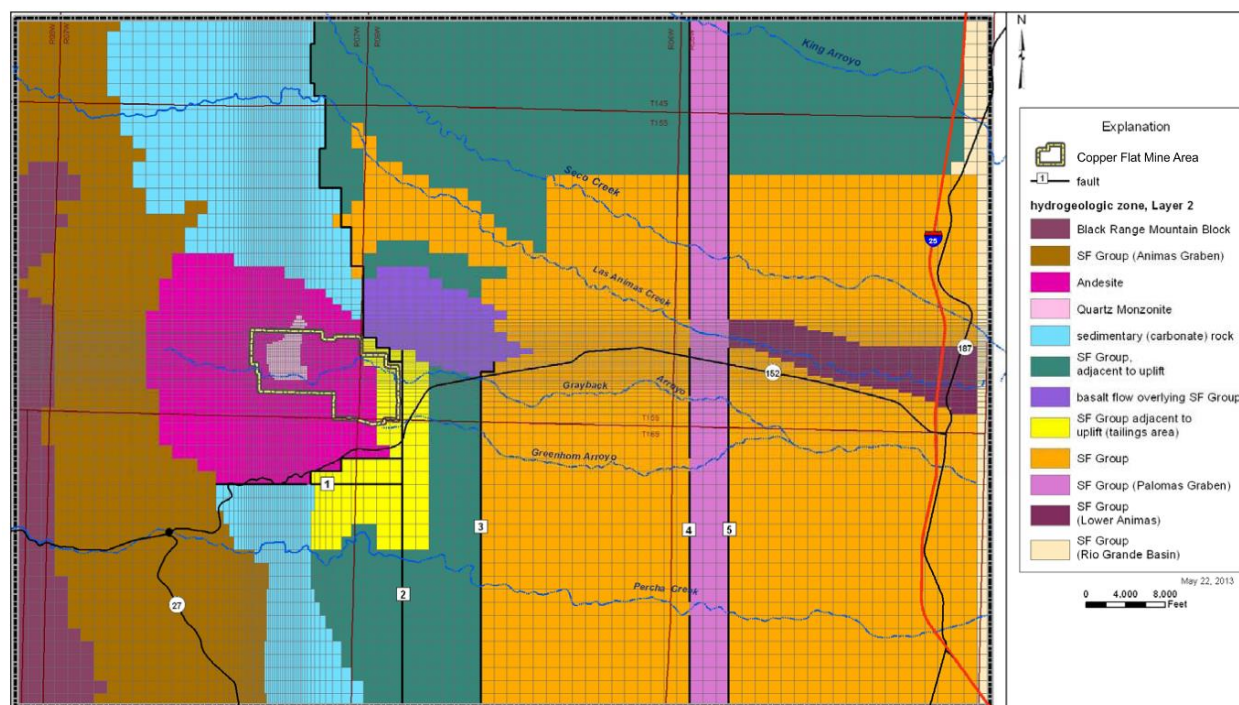 N
King Arroyo
T14S
T15S
Seco Creek
25
Las Animas Creek
187
152
Grayback Arroyo
T15S
T16S
Greenhorn Arroyo
1
3
4
5
Percha Creek
2
27
Explanation
Copper Flat Mine Area
1 fault
hydrogeologic zone, Layer 2
Black Range Mountain Block
SF Group (Animas Graben)
Andesite
Quartz Monzonite
sedimentary (carbonate) rock
SF Group,
adjacent to uplift
basalt flow overlying SF Group
SF Group adjacent to
uplift (tailings area)
SF Group
SF Group (Palomas Graben)
SF Group
(Lower Animas)
SF Group
(Rio Grande Basin)
May 22, 2013
0 4,000 8,000
Feet